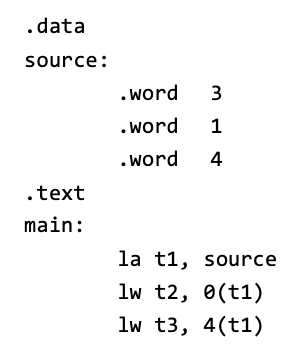 .data
source:
.word 3
.word 1
.word 4
.text
main:
la t1, source
lw t2, 0(t1)
lw t3, 4(t1)